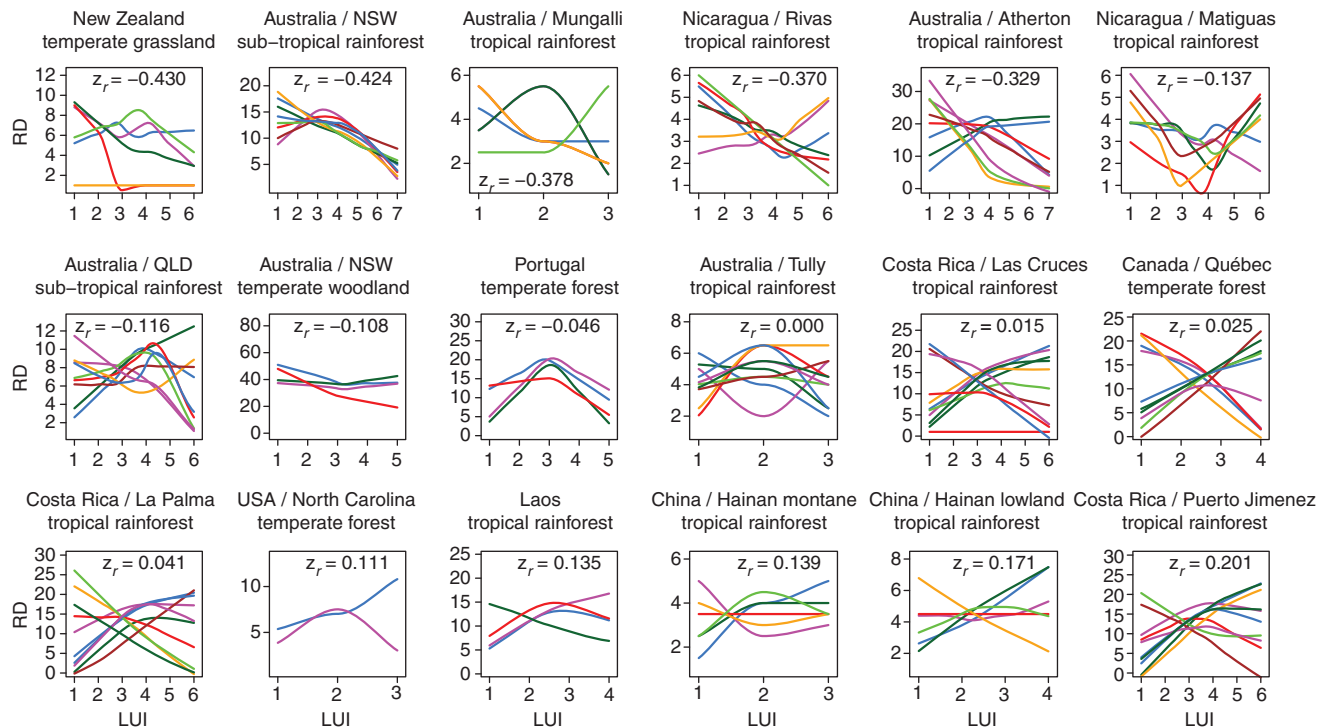 New Zealand
temperate grassland
Australia / NSW
sub−tropical rainforest
Australia / Mungalli
tropical rainforest
Nicaragua / Rivas
tropical rainforest
Australia / Atherton
tropical rainforest
Nicaragua / Matiguas
tropical rainforest
RD
12
10
8
6
4
2
z_r = −0.430
1 2 3 4 5 6
20
15
10
5
z_r = −0.424
1 2 3 4 5 6 7
6
4
2
z_r = −0.378
1 2 3
6
5
4
3
2
1
z_r = −0.370
1 2 3 4 5 6
30
20
10
0
z_r = −0.329
1 2 3 4 5 6 7
6
5
4
3
2
1
z_r = −0.137
1 2 3 4 5 6
Australia / QLD
sub−tropical rainforest
Australia / NSW
temperate woodland
Portugal
temperate forest
Australia / Tully
tropical rainforest
Costa Rica / Las Cruces
tropical rainforest
Canada / Québec
temperate forest
RD
12
10
8
6
4
2
z_r = −0.116
1 2 3 4 5 6
80
60
40
20
0
z_r = −0.108
1 2 3 4 5
30
25
20
15
10
5
0
z_r = −0.046
1 2 3 4 5
8
6
4
2
z_r = 0.000
1 2 3
25
20
15
10
5
0
z_r = 0.015
1 2 3 4 5 6
25
20
15
10
5
0
z_r = 0.025
1 2 3 4
Costa Rica / La Palma
tropical rainforest
USA / North Carolina
temperate forest
Laos
tropical rainforest
China / Hainan montane
tropical rainforest
China / Hainan lowland
tropical rainforest
Costa Rica / Puerto Jimenez
tropical rainforest
RD
30
25
20
15
10
5
0
z_r = 0.041
1 2 3 4 5 6
LUI
10
5
z_r = 0.111
1 2 3
LUI
25
20
15
10
5
0
z_r = 0.135
1 2 3 4
LUI
6
4
2
z_r = 0.139
1 2 3
LUI
8
6
4
2
z_r = 0.171
1 2 3 4
LUI
30
25
20
15
10
5
0
z_r = 0.201
1 2 3 4 5 6
LUI